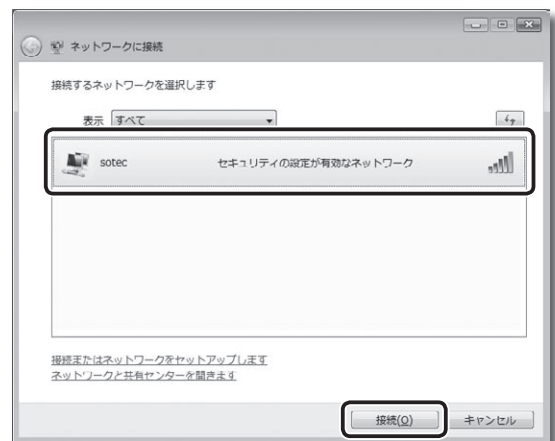 ネットワークに接続
接続するネットワークを選択します
表示 すべて
sotec セキュリティの設定が有効なネットワーク
接続またはネットワークをセットアップします
ネットワークと共有センターを開きます
接続(O) キャンセル